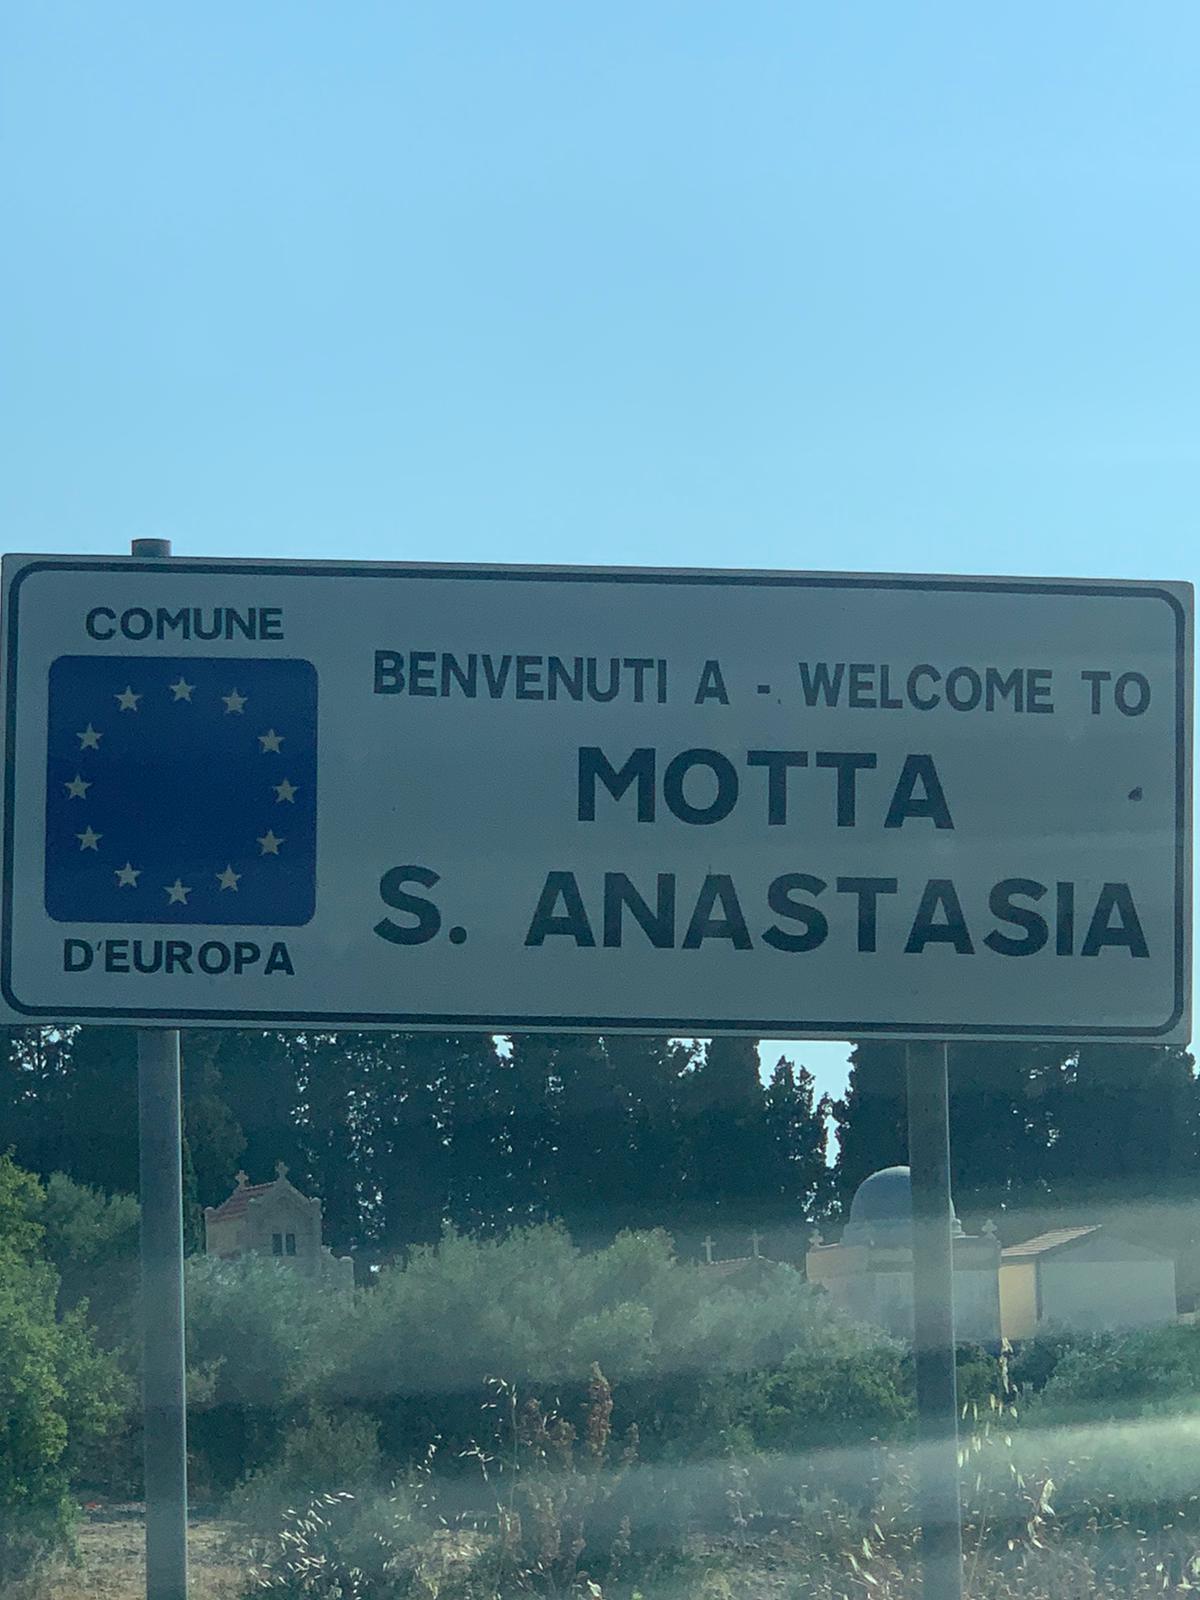 COMUNE
D'EUROPA
BENVENUTI A - WELCOME TO
MOTTA
S. ANASTASIA